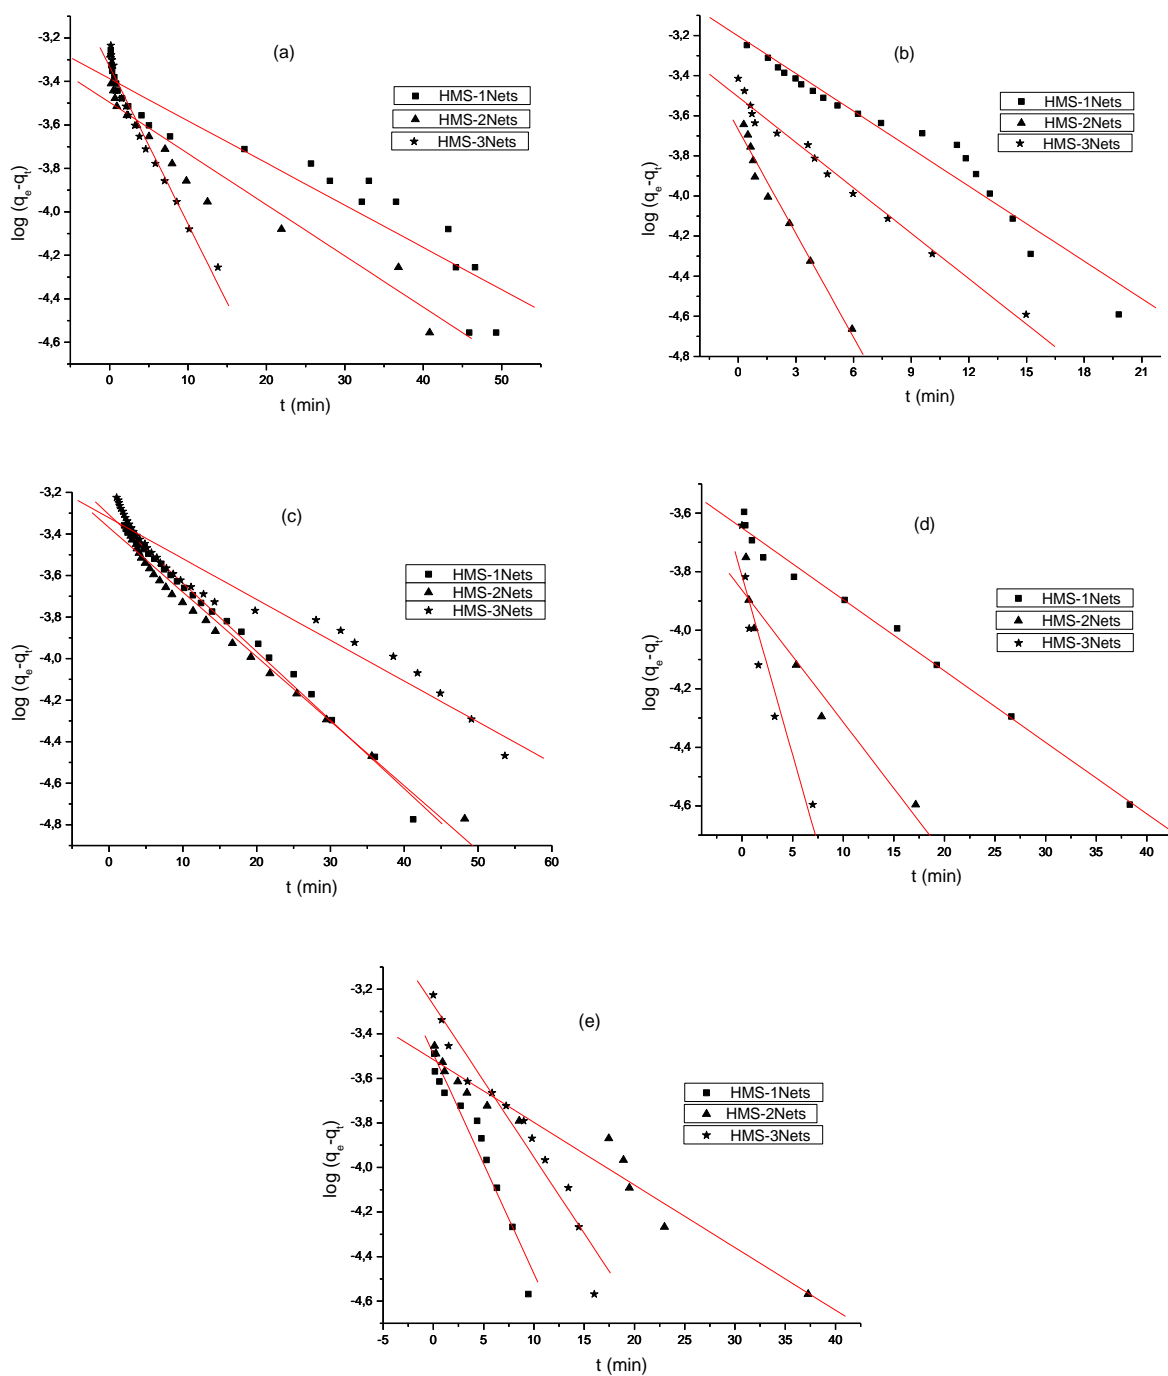 (a)
HMS-1Nets
HMS-2Nets
HMS-3Nets
-3,2
-3,4
-3,6
-3,8
-4,0
-4,2
-4,4
-4,6
log (qe-qt)
0
10
20
30
40
50
t (min)
(b)
HMS-1Nets
HMS-2Nets
HMS-3Nets
-3,2
-3,4
-3,6
-3,8
-4,0
-4,2
-4,4
-4,6
-4,8
log (qe-qt)
0
3
6
9
12
15
18
21
t (min)
(c)
HMS-1Nets
HMS-2Nets
HMS-3Nets
-3,2
-3,4
-3,6
-3,8
-4,0
-4,2
-4,4
-4,6
-4,8
log (qe-qt)
0
10
20
30
40
50
60
t (min)
(d)
HMS-1Nets
HMS-2Nets
HMS-3Nets
-3,6
-3,8
-4,0
-4,2
-4,4
-4,6
log (qe-qt)
0
5
10
15
20
25
30
35
40
t (min)
(e)
HMS-1Nets
HMS-2Nets
HMS-3Nets
-3,2
-3,4
-3,6
-3,8
-4,0
-4,2
-4,4
-4,6
log (qe-qt)
-5
0
5
10
15
20
25
30
35
40
t (min)